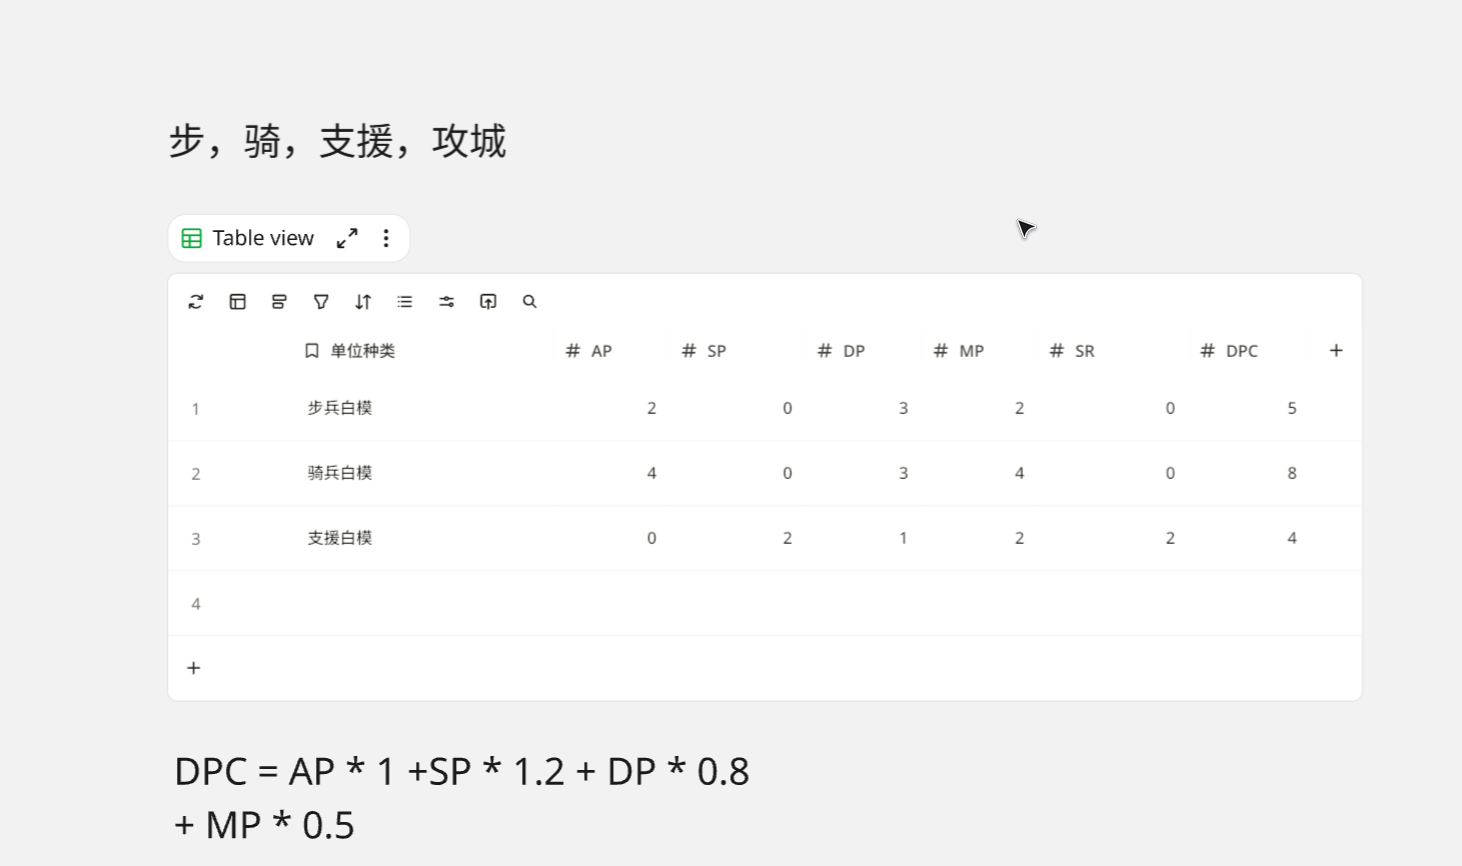 步，骑，支援，攻城
Table view
单位种类 # AP # SP # DP # MP # SR # DPC +
1 步兵白模 2 0 3 2 0 5
2 骑兵白模 4 0 3 4 0 8
3 支援白模 0 2 1 2 2 4
4
+
DPC = AP * 1 +SP * 1.2 + DP * 0.8
+ MP * 0.5